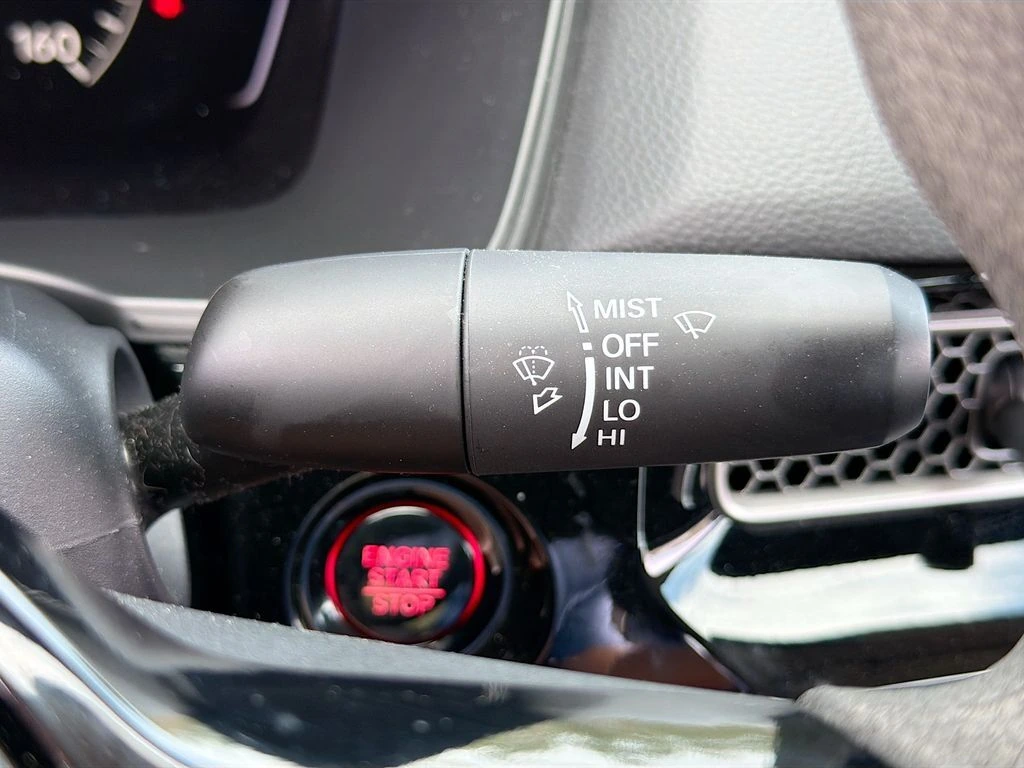 160
MIST
OFF
INT
LO
HI
ENGINE
START
STOP